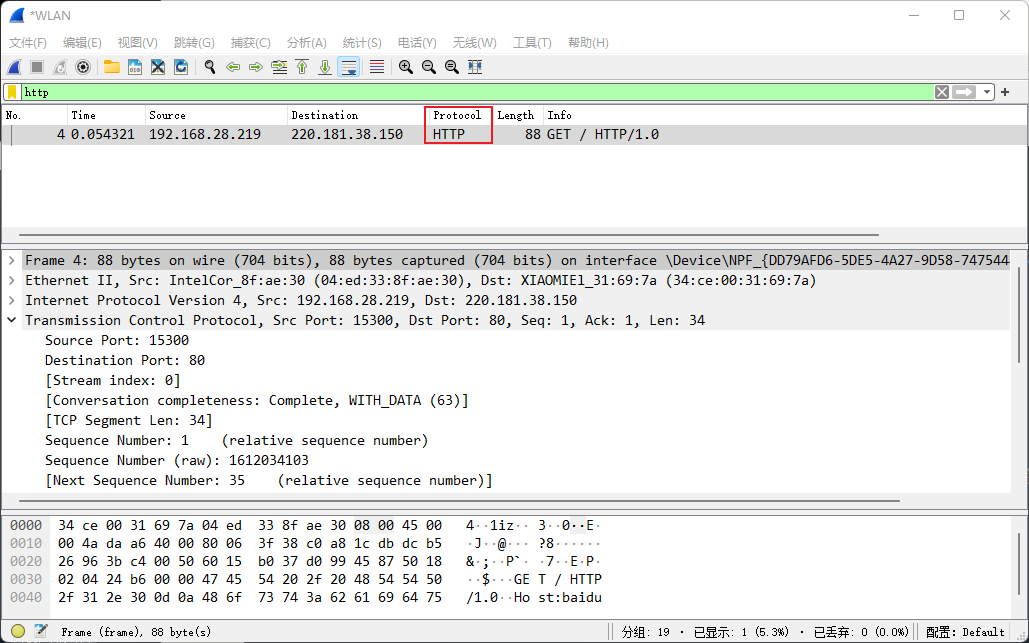 *WLAN
文件(F) 编辑(E) 视图(V) 跳转(G) 捕获(C) 分析(A) 统计(S) 电话(Y) 无线(W) 工具(T) 帮助(H)
http
No. Time Source Destination Protocol Length Info
4 0.054321 192.168.28.219 220.181.38.150 HTTP 88 GET / HTTP/1.0
Frame 4: 88 bytes on wire (704 bits), 88 bytes captured (704 bits) on interface \Device\NPF_{DD79AFD6-5DE5-4A27-9D58-747544
Ethernet II, Src: IntelCor_8f:ae:30 (04:ed:33:8f:ae:30), Dst: XIAOMIEl_31:69:7a (34:ce:00:31:69:7a)
Internet Protocol Version 4, Src: 192.168.28.219, Dst: 220.181.38.150
Transmission Control Protocol, Src Port: 15300, Dst Port: 80, Seq: 1, Ack: 1, Len: 34
Source Port: 15300
Destination Port: 80
[Stream index: 0]
[Conversation completeness: Complete, WITH_DATA (63)]
[TCP Segment Len: 34]
Sequence Number: 1    (relative sequence number)
Sequence Number (raw): 1612034103
[Next Sequence Number: 35    (relative sequence number)]
0000 34 ce 00 31 69 7a 04 ed 33 8f ae 30 08 00 45 00 4··1iz·· 3··0··E·
0010 00 4a da a6 40 00 80 06 3f 38 c0 a8 1c db dc b5 ·J··@··· ?8······
0020 26 96 3b c4 00 50 60 15 b0 37 d0 99 45 87 50 18 &·;··P`· ·7··E·P·
0030 02 04 24 b6 00 00 47 45 54 20 2f 20 48 54 54 50 ··$···GE T / HTTP
0040 2f 31 2e 30 0d 0a 48 6f 73 74 3a 62 61 69 64 75 /1.0··Ho st:baidu
Frame (frame), 88 byte(s) 分组: 19 · 已显示: 1 (5.3%) · 已丢弃: 0 (0.0%) 配置: Default